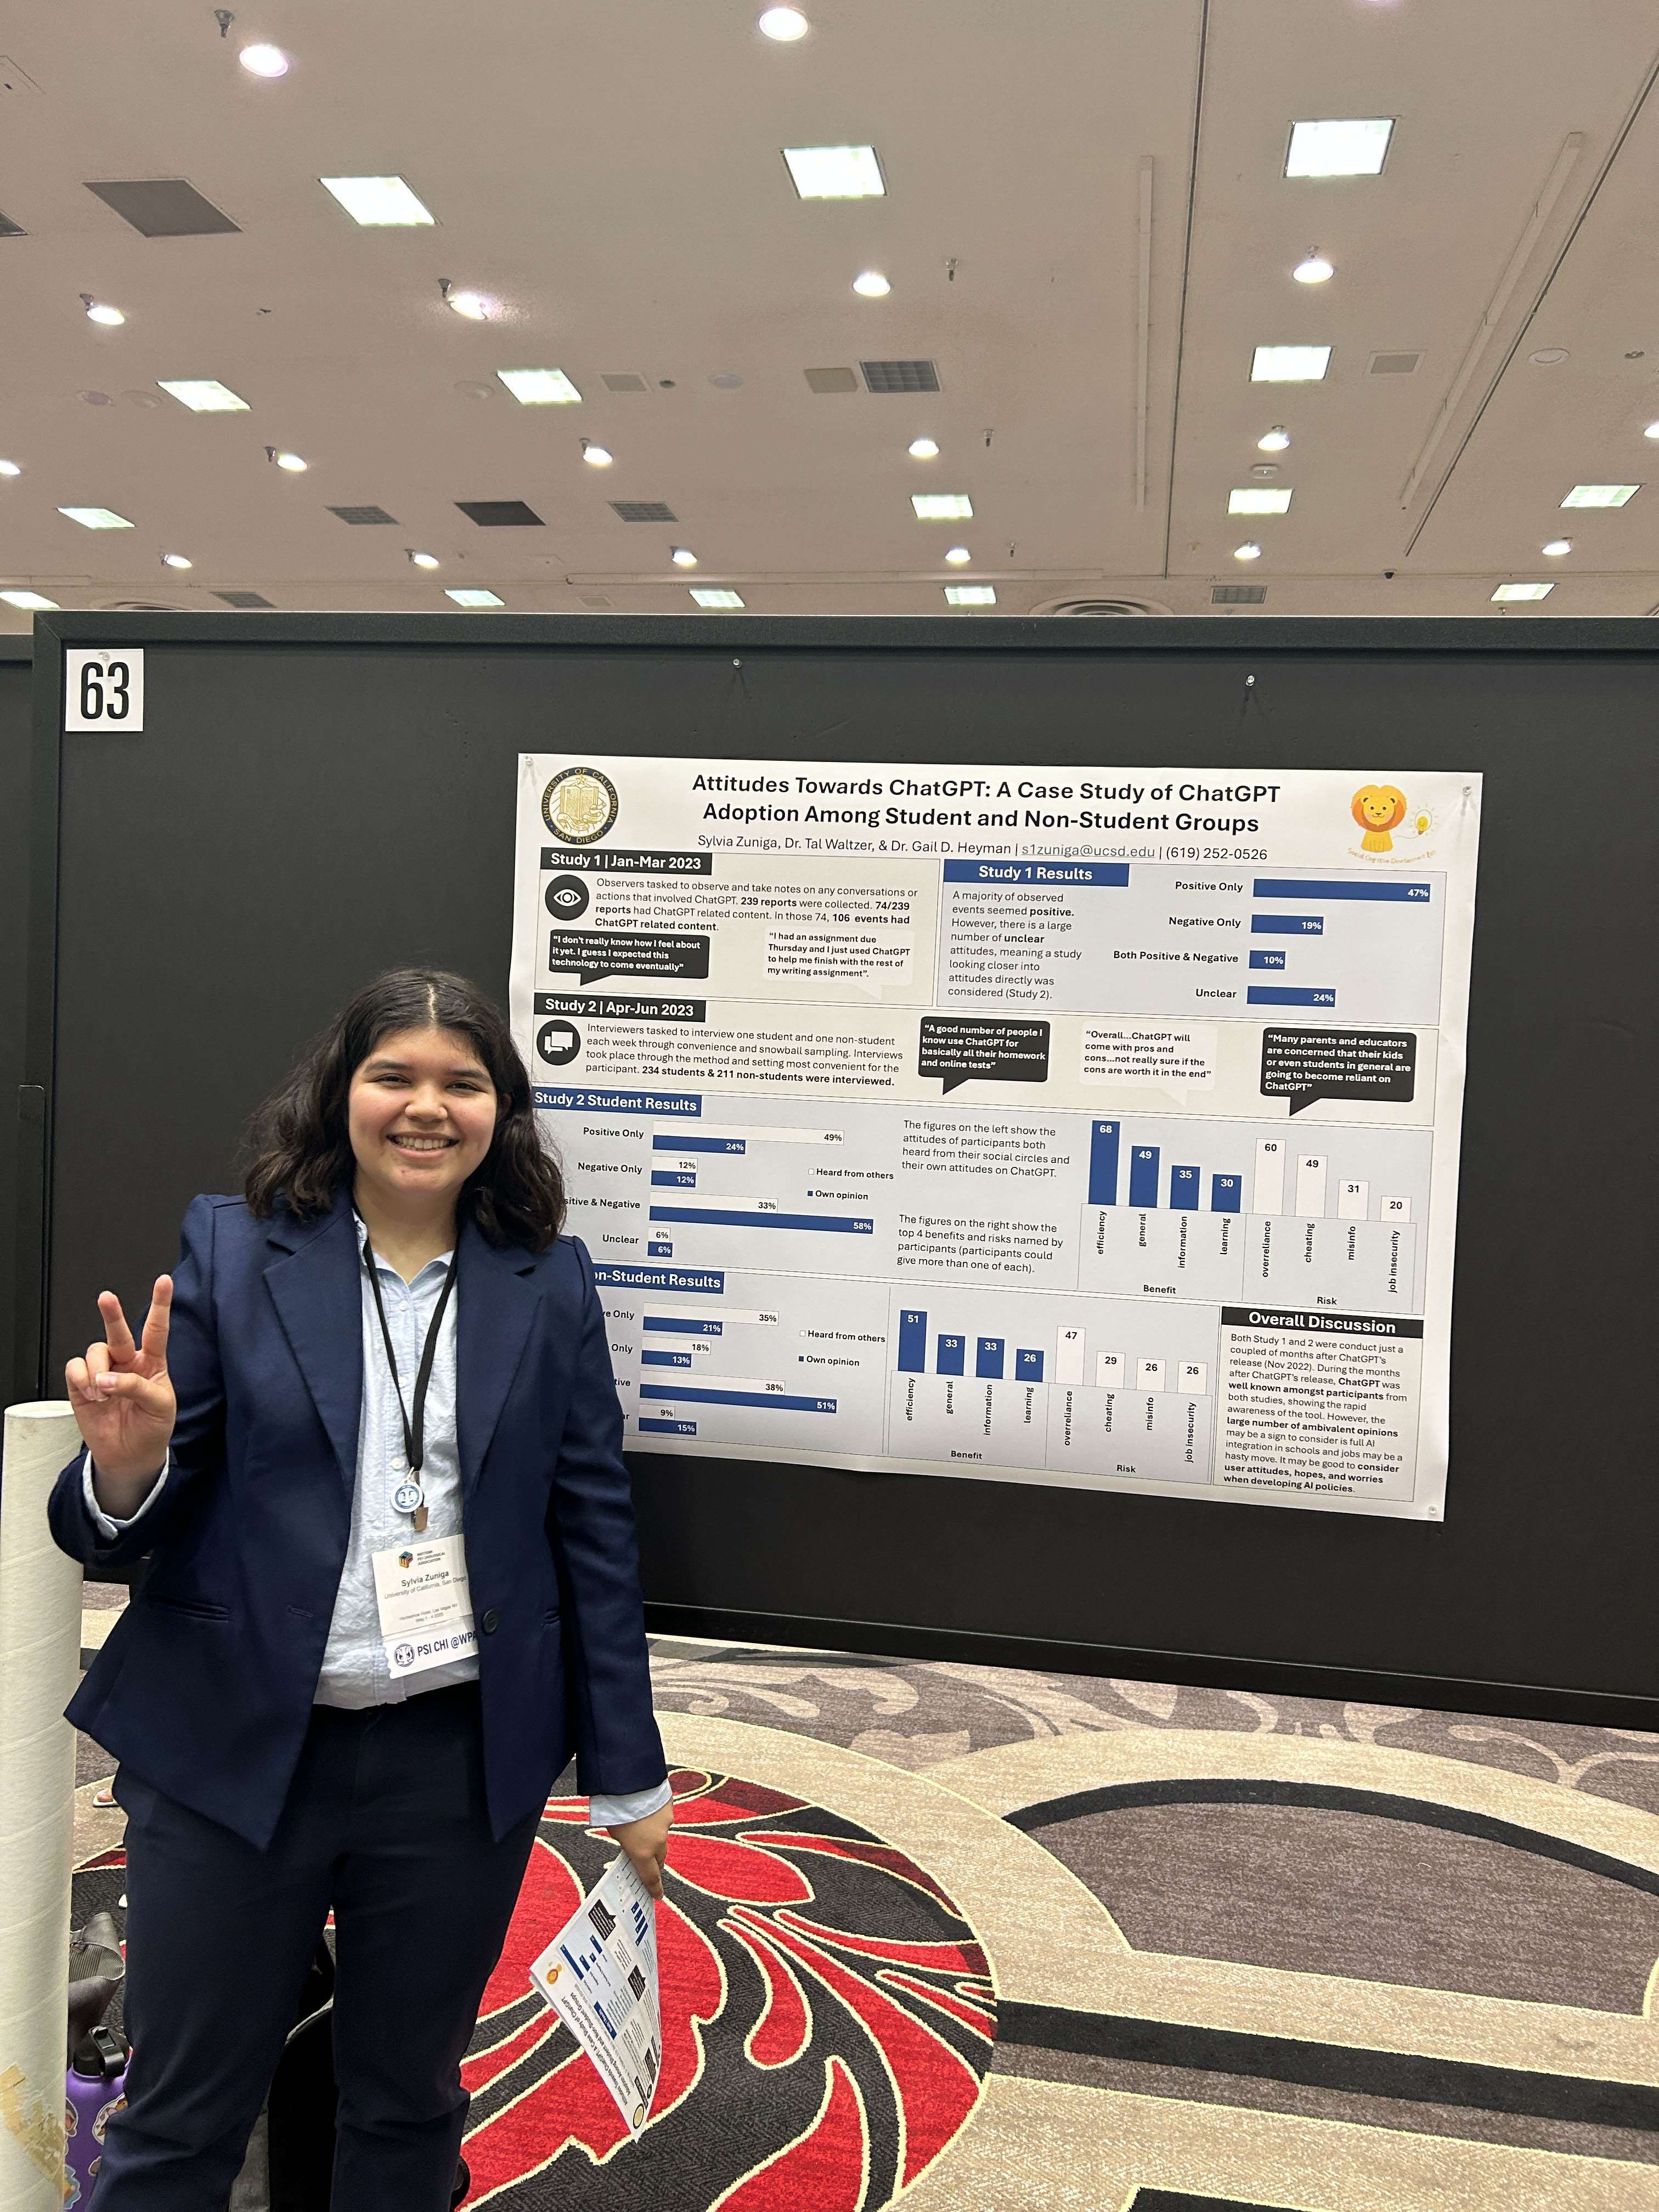 63
UNIVERSITY OF CALIFORNIA
SAN DIEGO
Attitudes Towards ChatGPT: A Case Study of ChatGPT
Adoption Among Student and Non-Student Groups
Sylvia Zuniga, Dr. Tal Waltzer, & Dr. Gail D. Heyman | s1zuniga@ucsd.edu | (619) 252-0526
Study 1 | Jan-Mar 2023
Observers tasked to observe and take notes on any conversations or
actions that involved ChatGPT. 239 reports were collected. 74/239
reports had ChatGPT related content. In those 74, 106 events had
ChatGPT related content.
"I don't really know how I feel about
it yet. I guess I expected this
technology to come eventually"
"I had an assignment due
Thursday and I just used ChatGPT
to help me finish with the rest of
my writing assignment".
Study 1 Results
A majority of observed
events seemed positive.
However, there is a large
number of unclear
attitudes, meaning a study
looking closer into
attitudes directly was
considered (Study 2).
Positive Only 47%
Negative Only 19%
Both Positive & Negative 10%
Unclear 24%
Study 2 | Apr-Jun 2023
Interviewers tasked to interview one student and one non-student
each week through convenience and snowball sampling. Interviews
took place through the method and setting most convenient for the
participant. 234 students & 211 non-students were interviewed.
"A good number of people I
know use ChatGPT for
basically all their homework
and online tests"
"Overall...ChatGPT will
come with pros and
cons...not really sure if the
cons are worth it in the end"
"Many parents and educators
are concerned that their kids
or even students in general are
going to become reliant on
ChatGPT"
Study 2 Student Results
Positive Only 49%
24%
Negative Only 12%
12%
sitive & Negative 33%
58%
Unclear 6%
6%
Heard from others
Own opinion
The figures on the left show the
attitudes of participants both
heard from their social circles and
their own attitudes on ChatGPT.
The figures on the right show the
top 4 benefits and risks named by
participants (participants could
give more than one of each).
68 49 35 30 60 49 31 20
efficiency general information learning overreliance cheating misinfo job insecurity
Benefit Risk
on-Student Results
ve Only 35%
21%
Only 18%
13%
tive 38%
51%
ar 9%
15%
Heard from others
Own opinion
51 33 33 26 47 29 26 26
efficiency general information learning overreliance cheating misinfo job insecurity
Benefit Risk
Overall Discussion
Both Study 1 and 2 were conduct just a
coupled of months after ChatGPT's
release (Nov 2022). During the months
after ChatGPT's release, ChatGPT was
well known amongst participants from
both studies, showing the rapid
awareness of the tool. However, the
large number of ambivalent opinions
may be a sign to consider is full AI
integration in schools and jobs may be a
hasty move. It may be good to consider
user attitudes, hopes, and worries
when developing AI policies.
WESTERN
PSYCHOLOGICAL
ASSOCIATION
Sylvia Zuniga
University of California, San Diego
PSI CHI @WPA